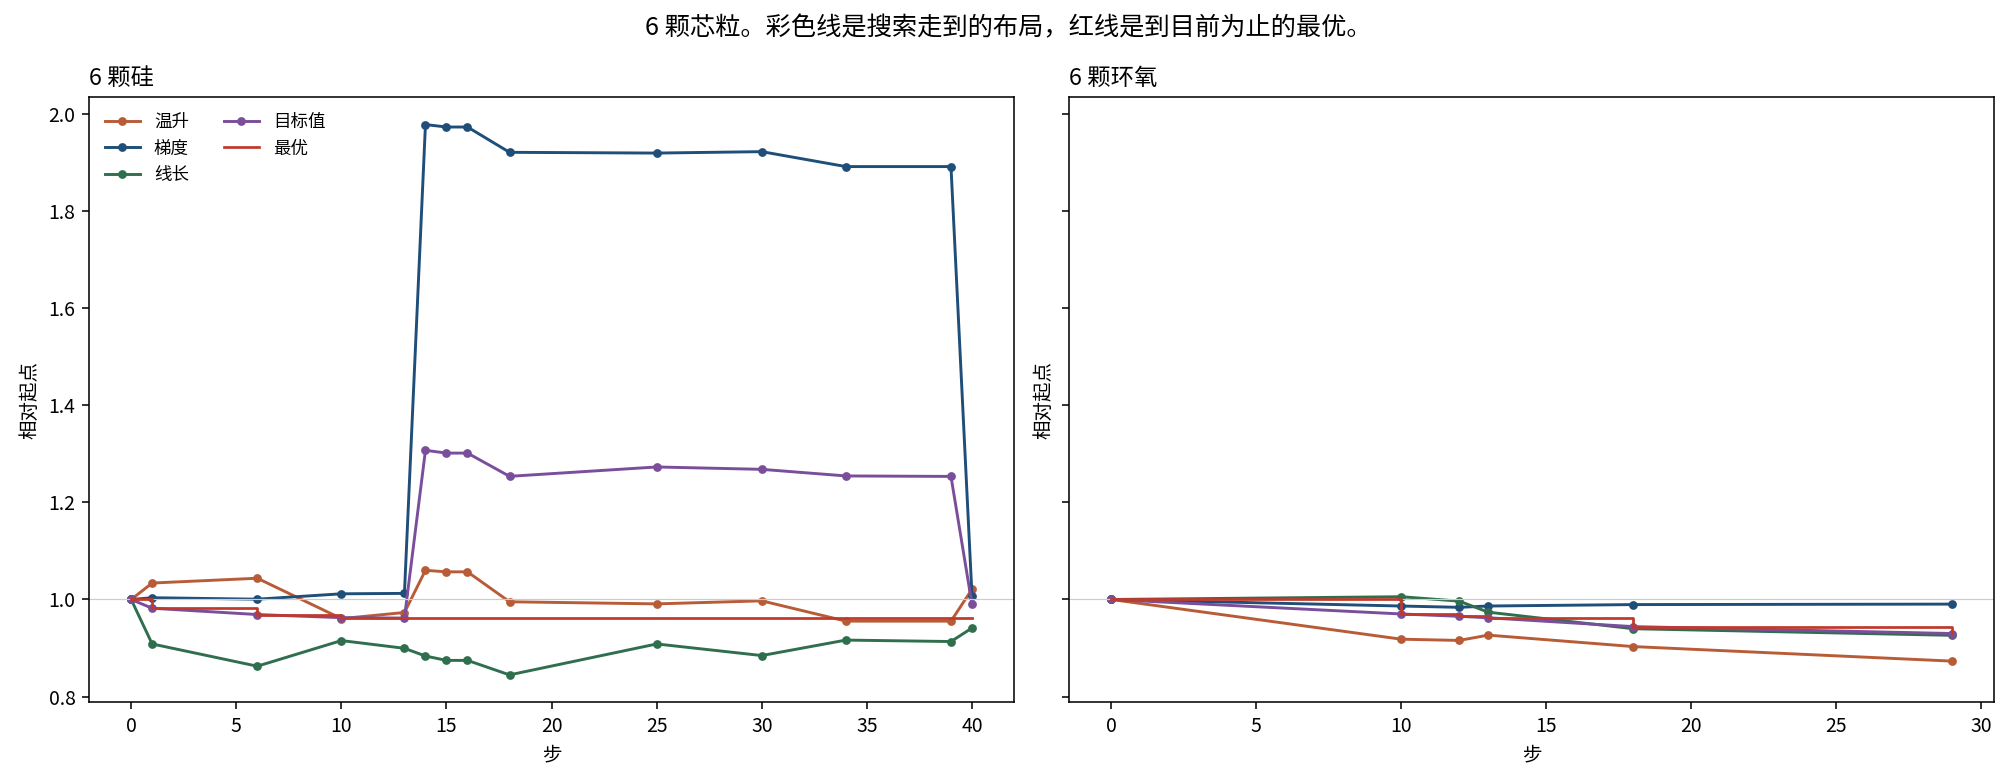 6 颗芯粒。彩色线是搜索走到的布局，红线是到目前为止的最优。
6 颗硅
温升
梯度
线长
目标值
最优
2.0
1.8
1.6
1.4
1.2
1.0
0.8
相对起点
0 5 10 15 20 25 30 35 40
步
6 颗环氧
相对起点
0 5 10 15 20 25 30
步